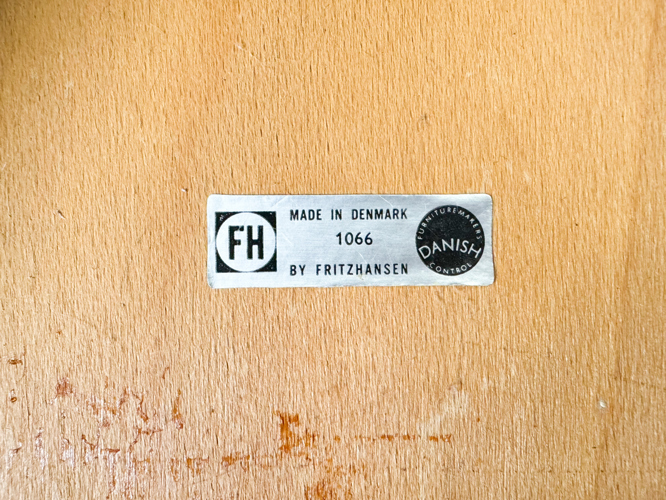 FH
MADE IN DENMARK
1066
BY FRITZHANSEN
FURNITUREMAKERS
DANISH
CONTROL